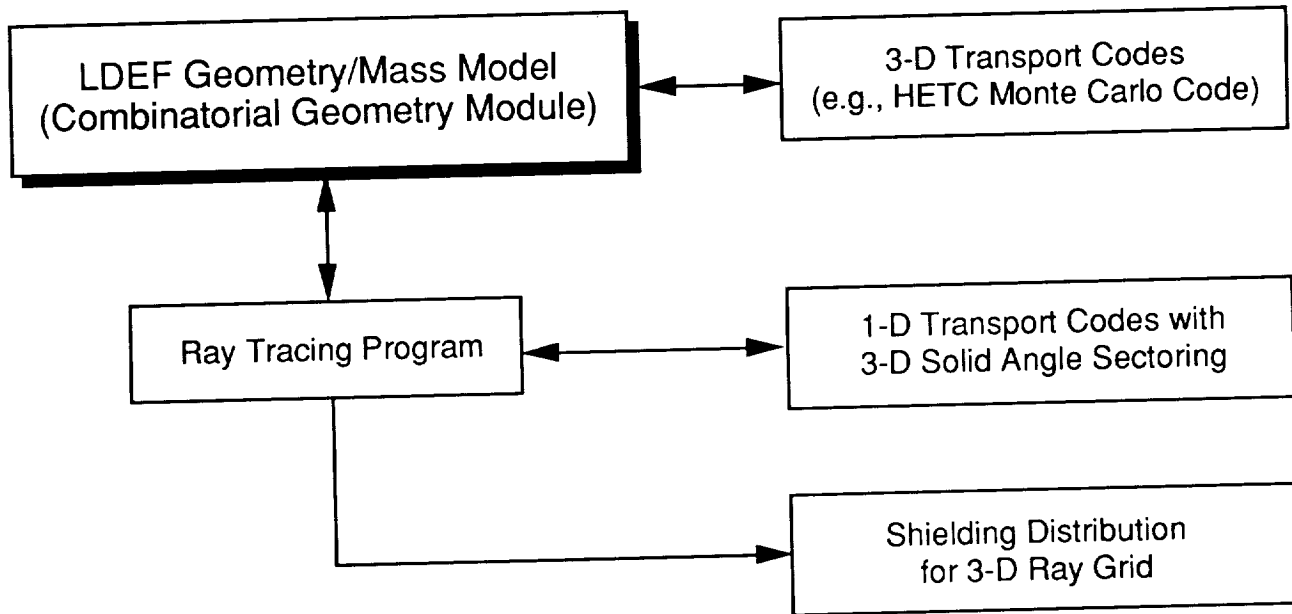 LDEF Geometry/Mass Model
(Combinatorial Geometry Module)
3-D Transport Codes
(e.g., HETC Monte Carlo Code)
Ray Tracing Program
1-D Transport Codes with
3-D Solid Angle Sectoring
Shielding Distribution
for 3-D Ray Grid